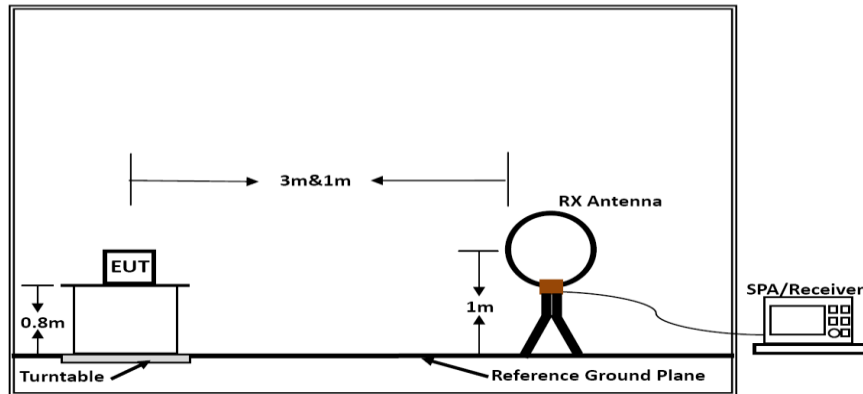 3m&1m
RX Antenna
EUT
SPA/Receiver
0.8m
1m
Turntable
Reference Ground Plane